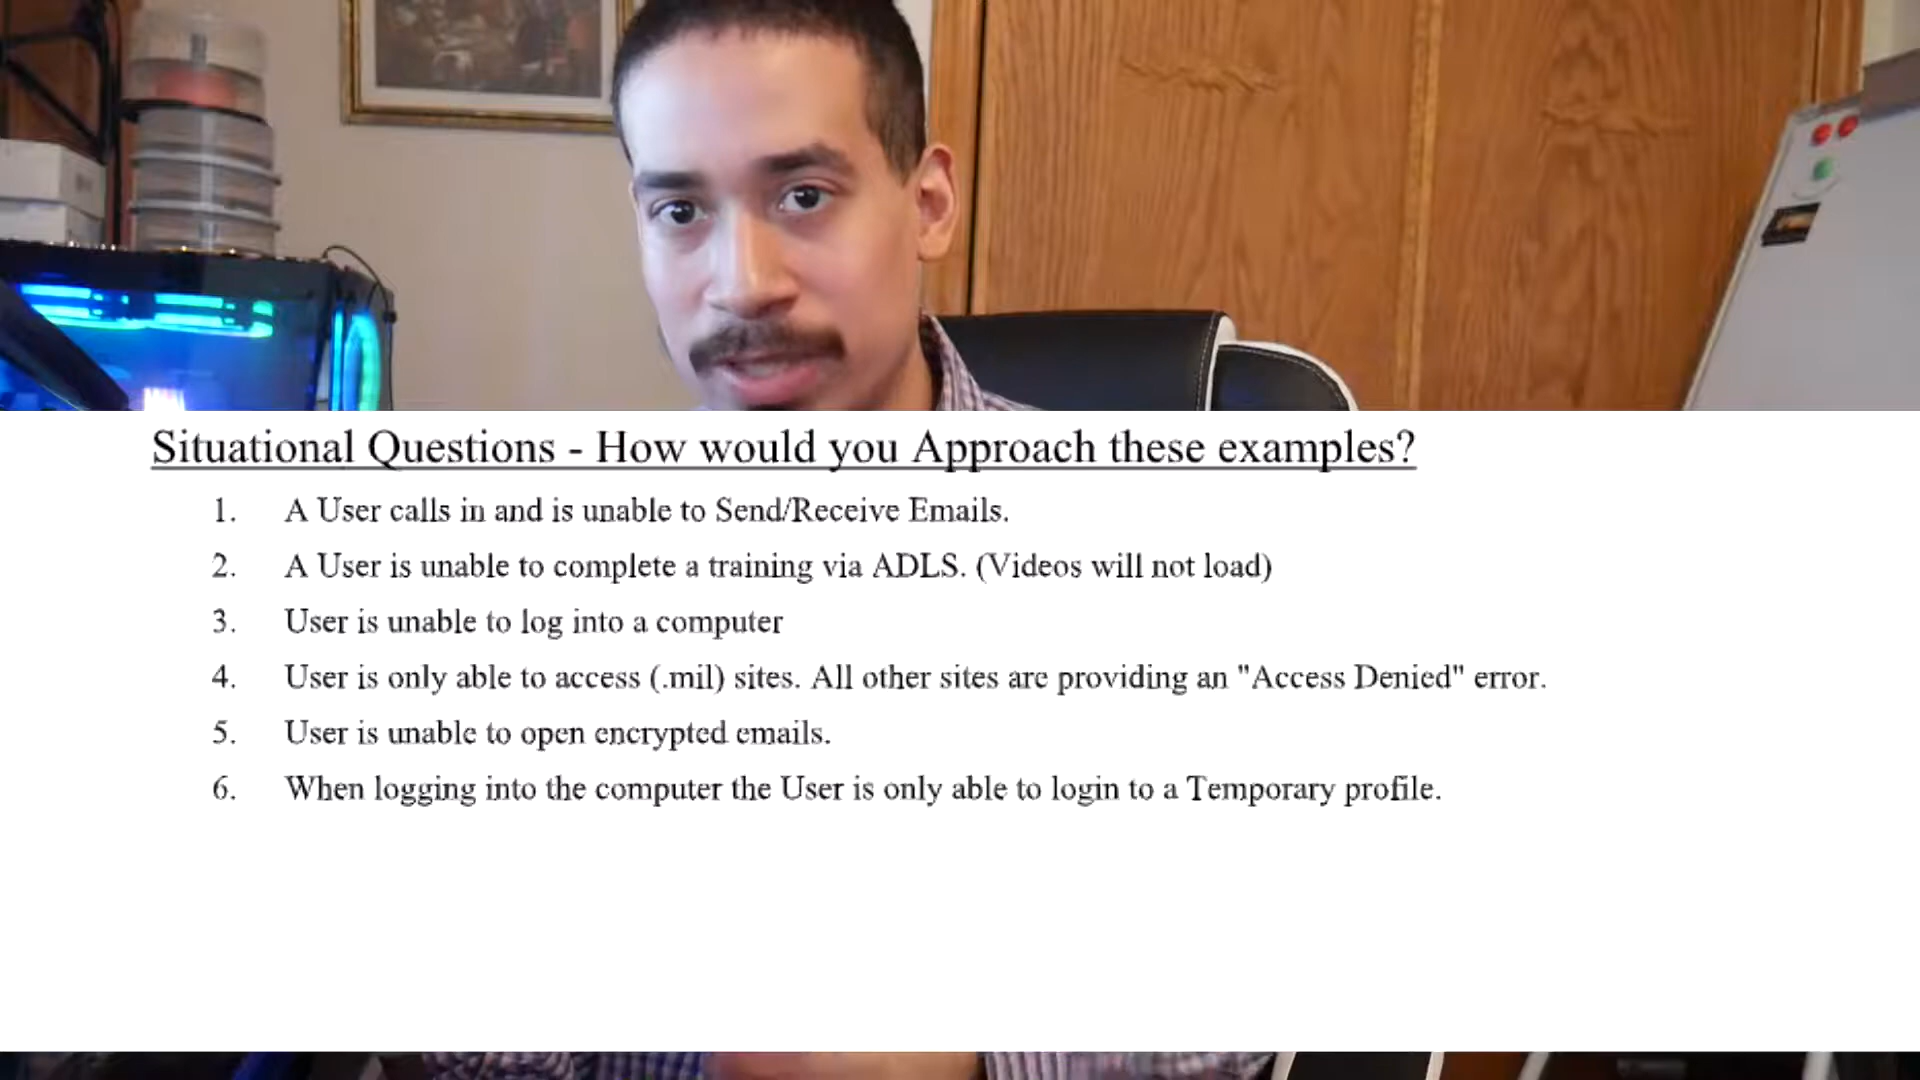 Situational Questions - How would you Approach these examples?
1. A User calls in and is unable to Send/Receive Emails.
2. A User is unable to complete a training via ADLS. (Videos will not load)
3. User is unable to log into a computer
4. User is only able to access (.mil) sites. All other sites are providing an "Access Denied" error.
5. User is unable to open encrypted emails.
6. When logging into the computer the User is only able to login to a Temporary profile.